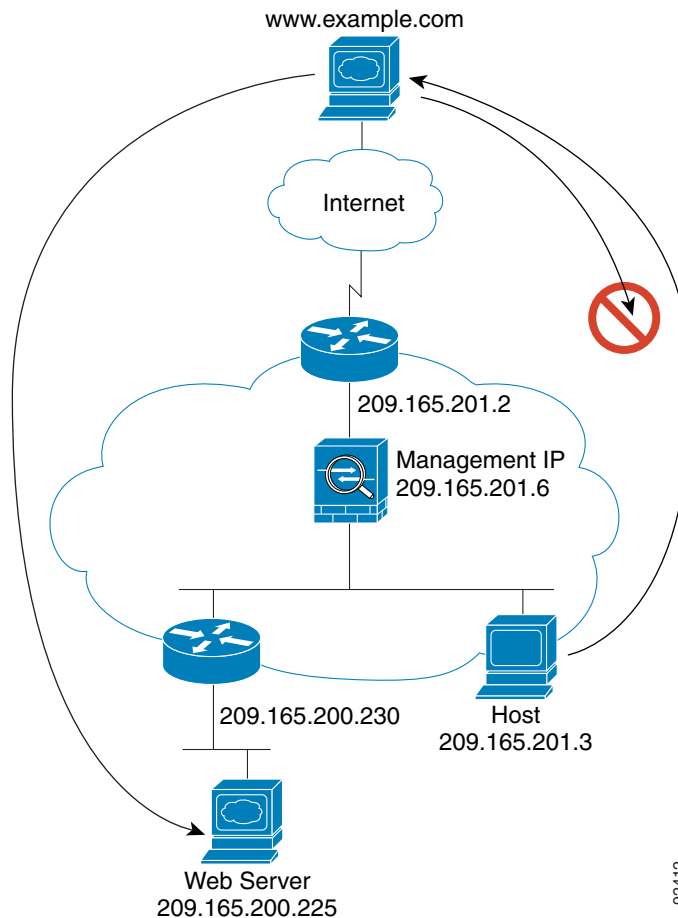 www.example.com
Internet
209.165.201.2
Management IP
209.165.201.6
209.165.200.230
Host
209.165.201.3
Web Server
209.165.200.225